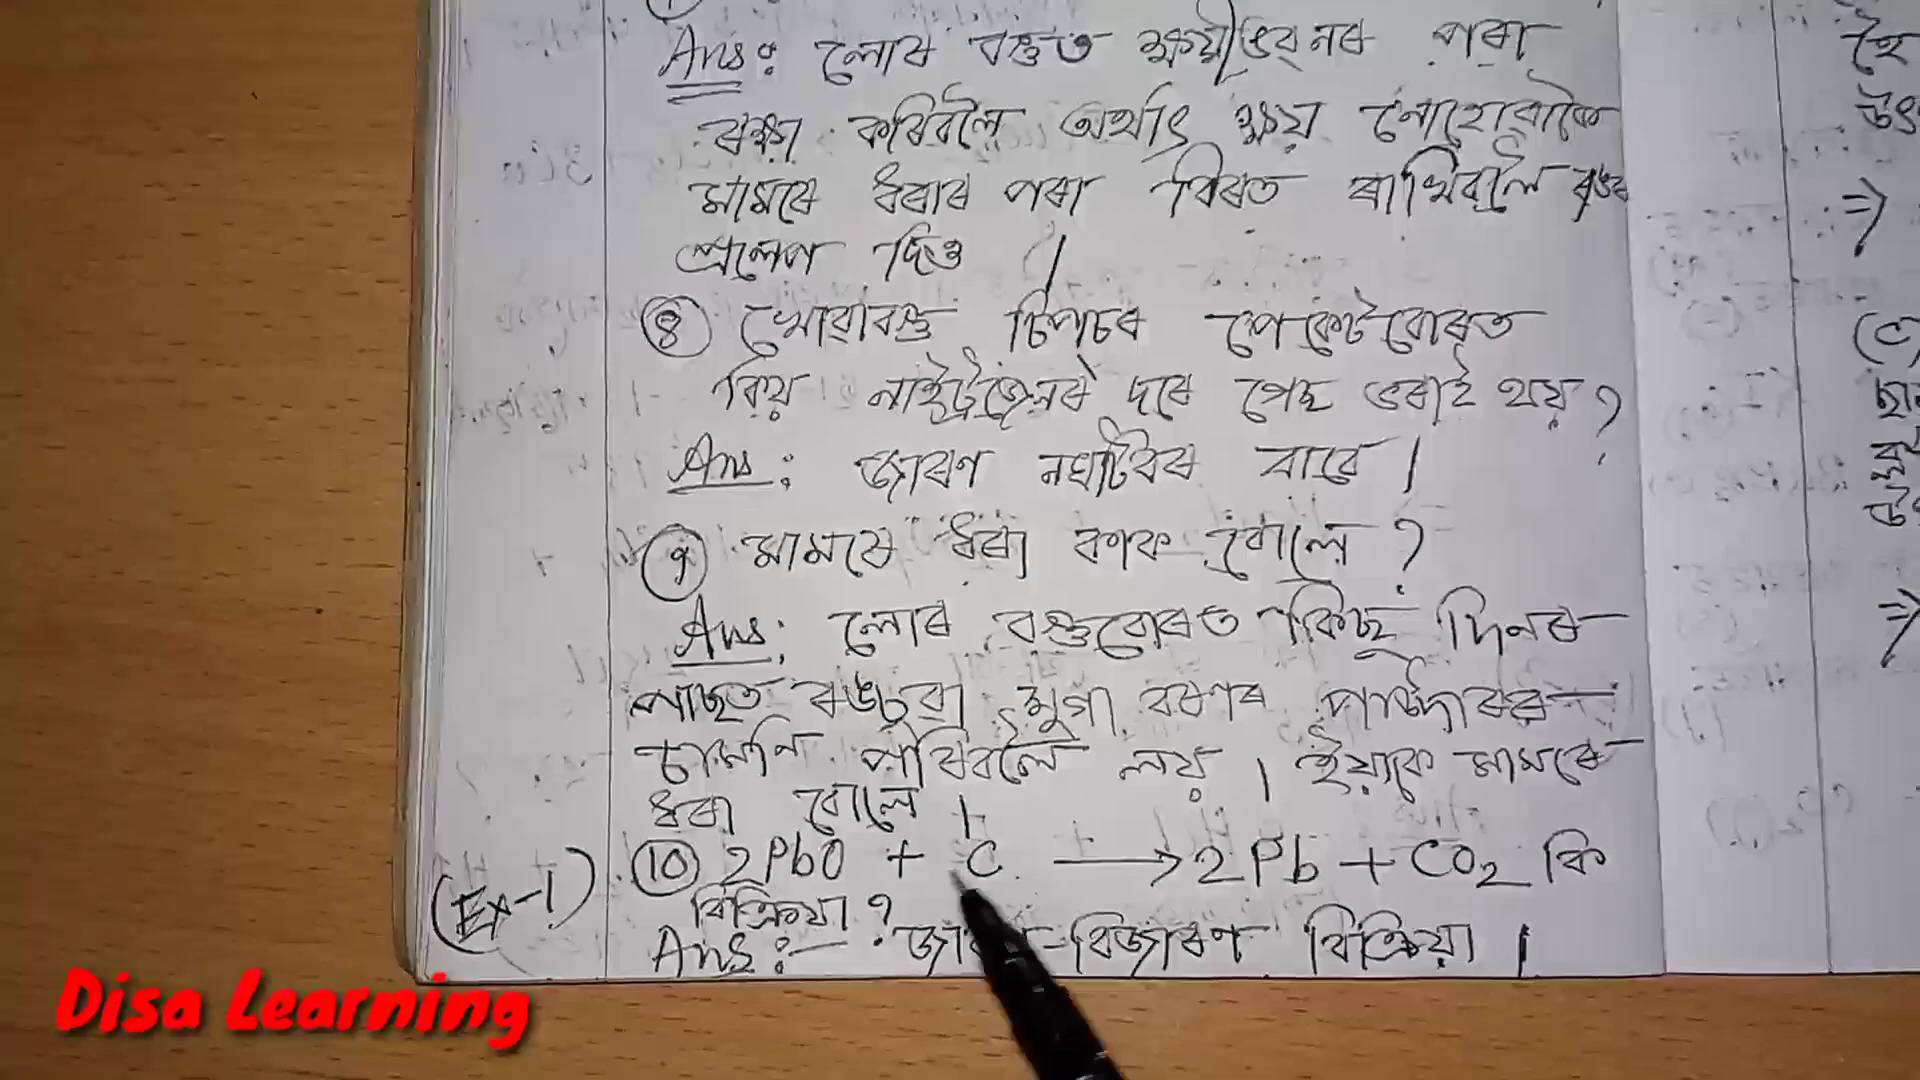 Ans: লোৰ বস্তুত ক্ষয়ীভৱনৰ পৰা
ৰক্ষা কৰিবলৈ অৰ্থাৎ ক্ষয় নোহোৱাকৈ
মামৰে ধৰাৰ পৰা বিৰত ৰাখিবলৈ ৰঙৰ
প্ৰলেপ দিও ।
(8) খোৱাবস্তু চিপচৰ পেকেটবোৰত
কিয় নাইট্ৰজেনৰ দৰে গেছ ভৰাই থয় ?
Ans : জাৰণ নঘটিবৰ বাবে ।
(9) মামৰে ধৰা কাক বোলে ?
Ans: লোৰ বস্তুবোৰত কিছু দিনৰ
পাছত ৰঙচুৱা মুগা বৰণৰ পাউদাৰৰ
চামনি পৰিবলৈ লয় । ইয়াকে মামৰে
ধৰা বোলে ।
(Ex-1) (10) 2PbO + C → 2Pb + CO₂ কি
বিক্ৰিয়া ?
Ans :- বিজাৰণ বিক্ৰিয়া ।
হৈ
⇒
(c)
⇒
Disa Learning